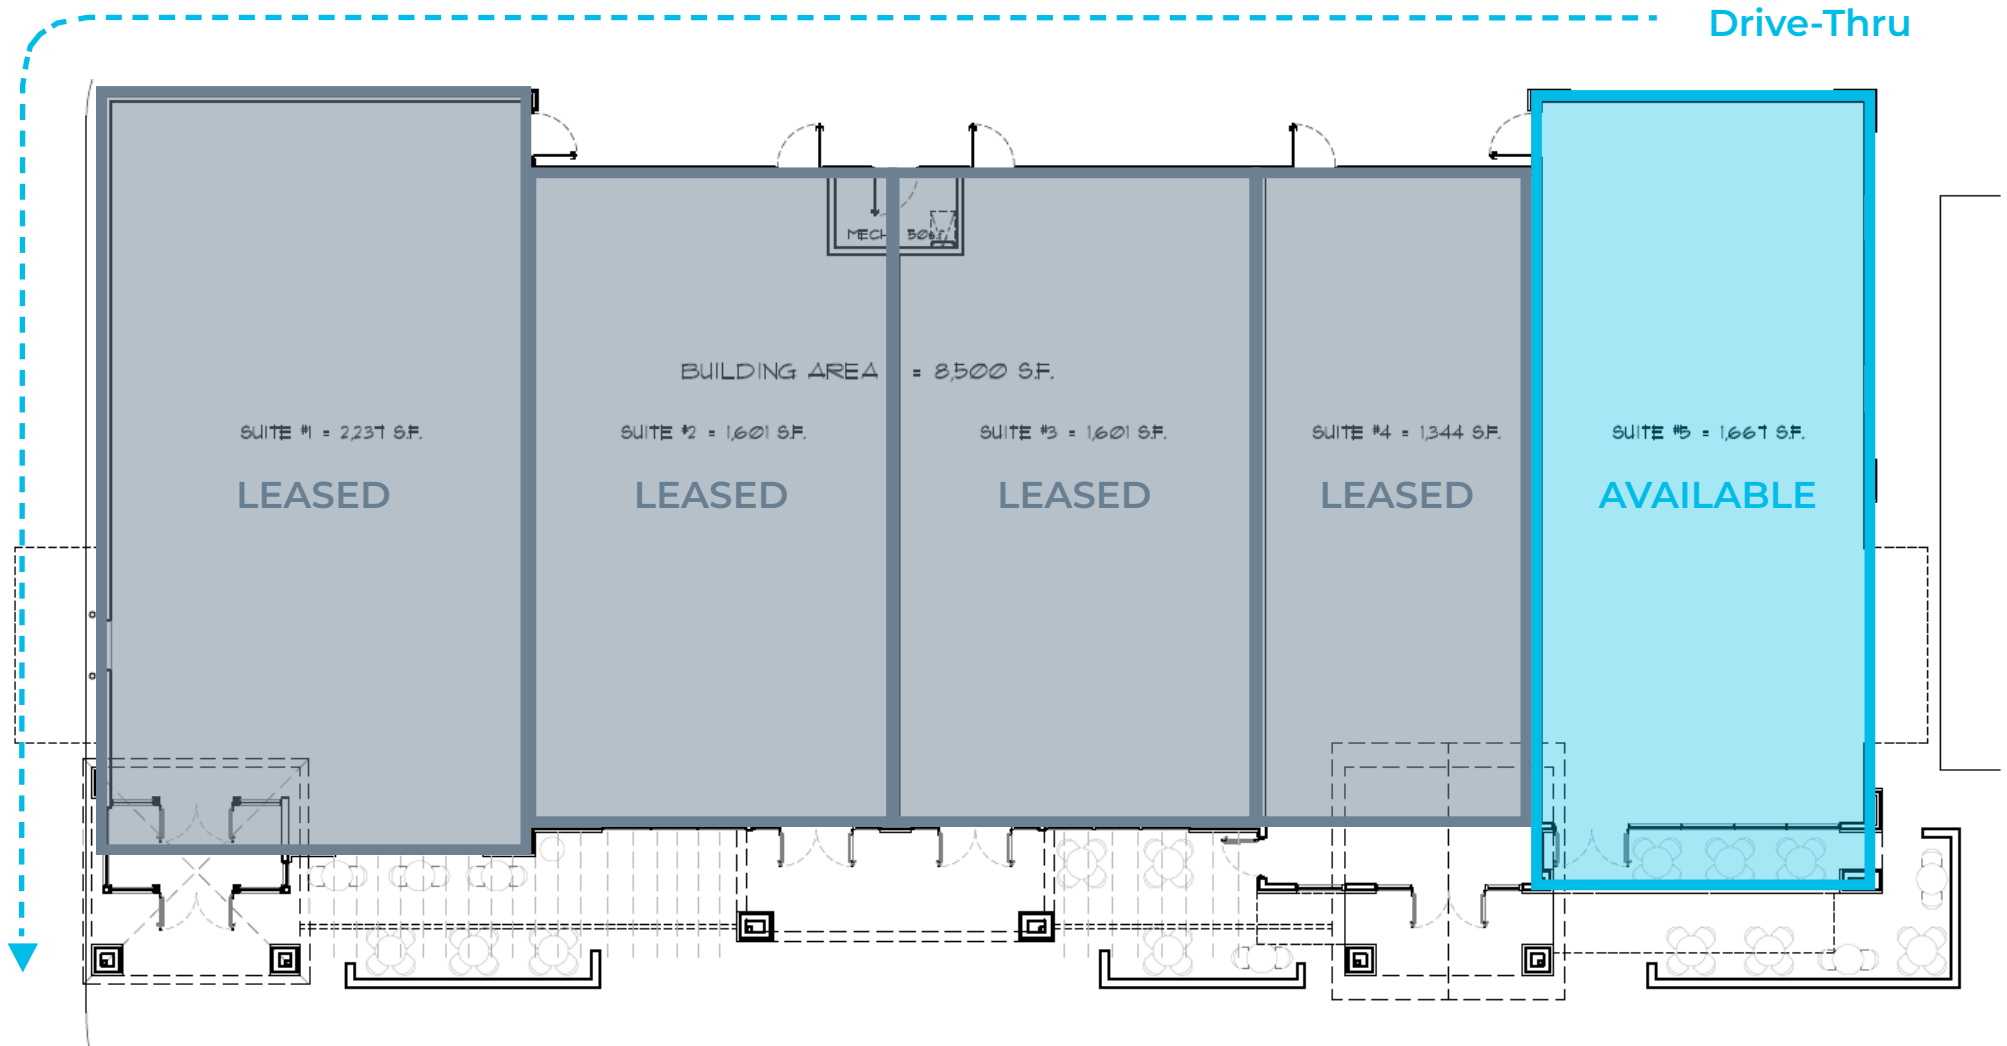 Drive-Thru
MECH 50
BUILDING AREA = 8,500 S.F.
SUITE #1 = 2,237 S.F.
LEASED
SUITE #2 = 1,601 S.F.
LEASED
SUITE #3 = 1,601 S.F.
LEASED
SUITE #4 = 1,344 S.F.
LEASED
SUITE #5 = 1,667 S.F.
AVAILABLE